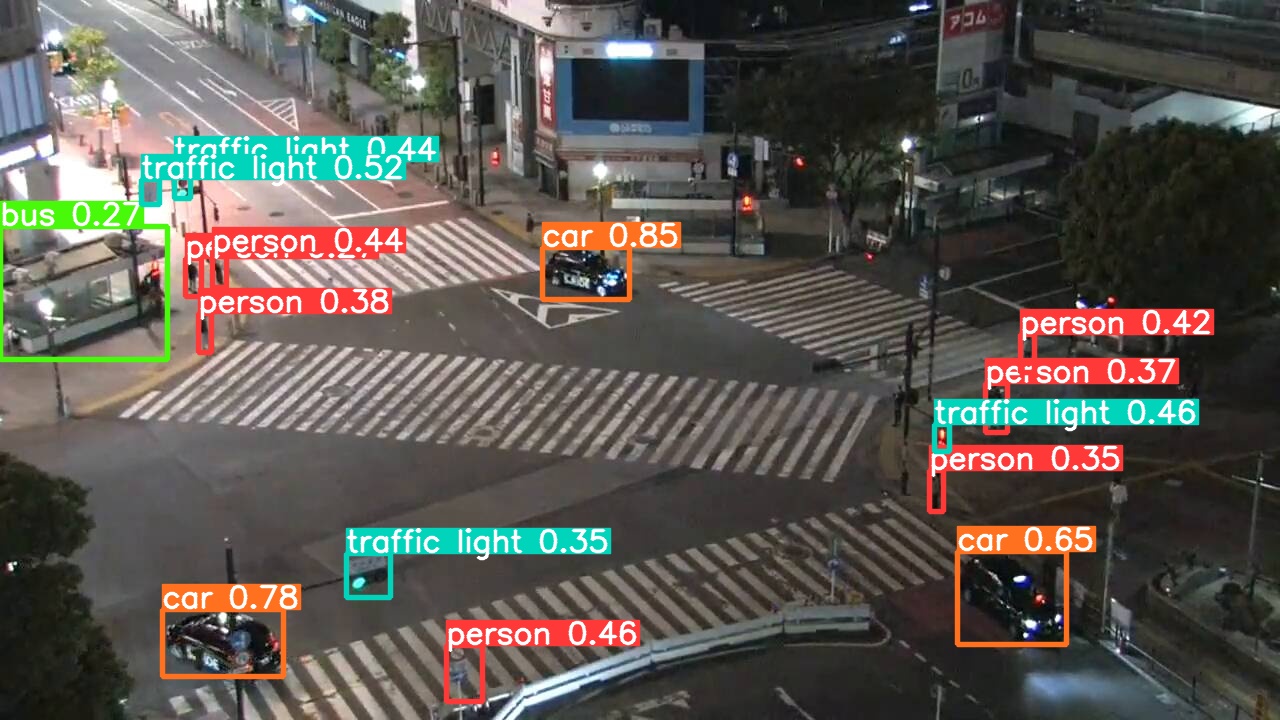 AMERICAN EAGLE
アコム
traffic light 0.44
traffic light 0.52
bus 0.27
person 0.44
car 0.85
person 0.38
person 0.42
person 0.37
traffic light 0.46
person 0.35
traffic light 0.35
car 0.65
car 0.78
person 0.46